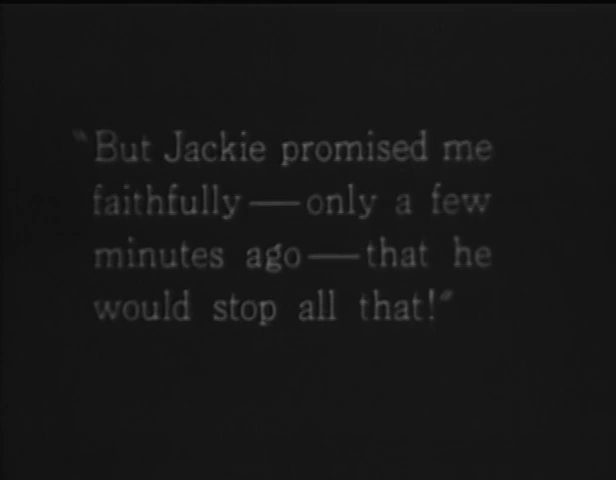 "But Jackie promised me
faithfully—only a few
minutes ago—that he
would stop all that!"